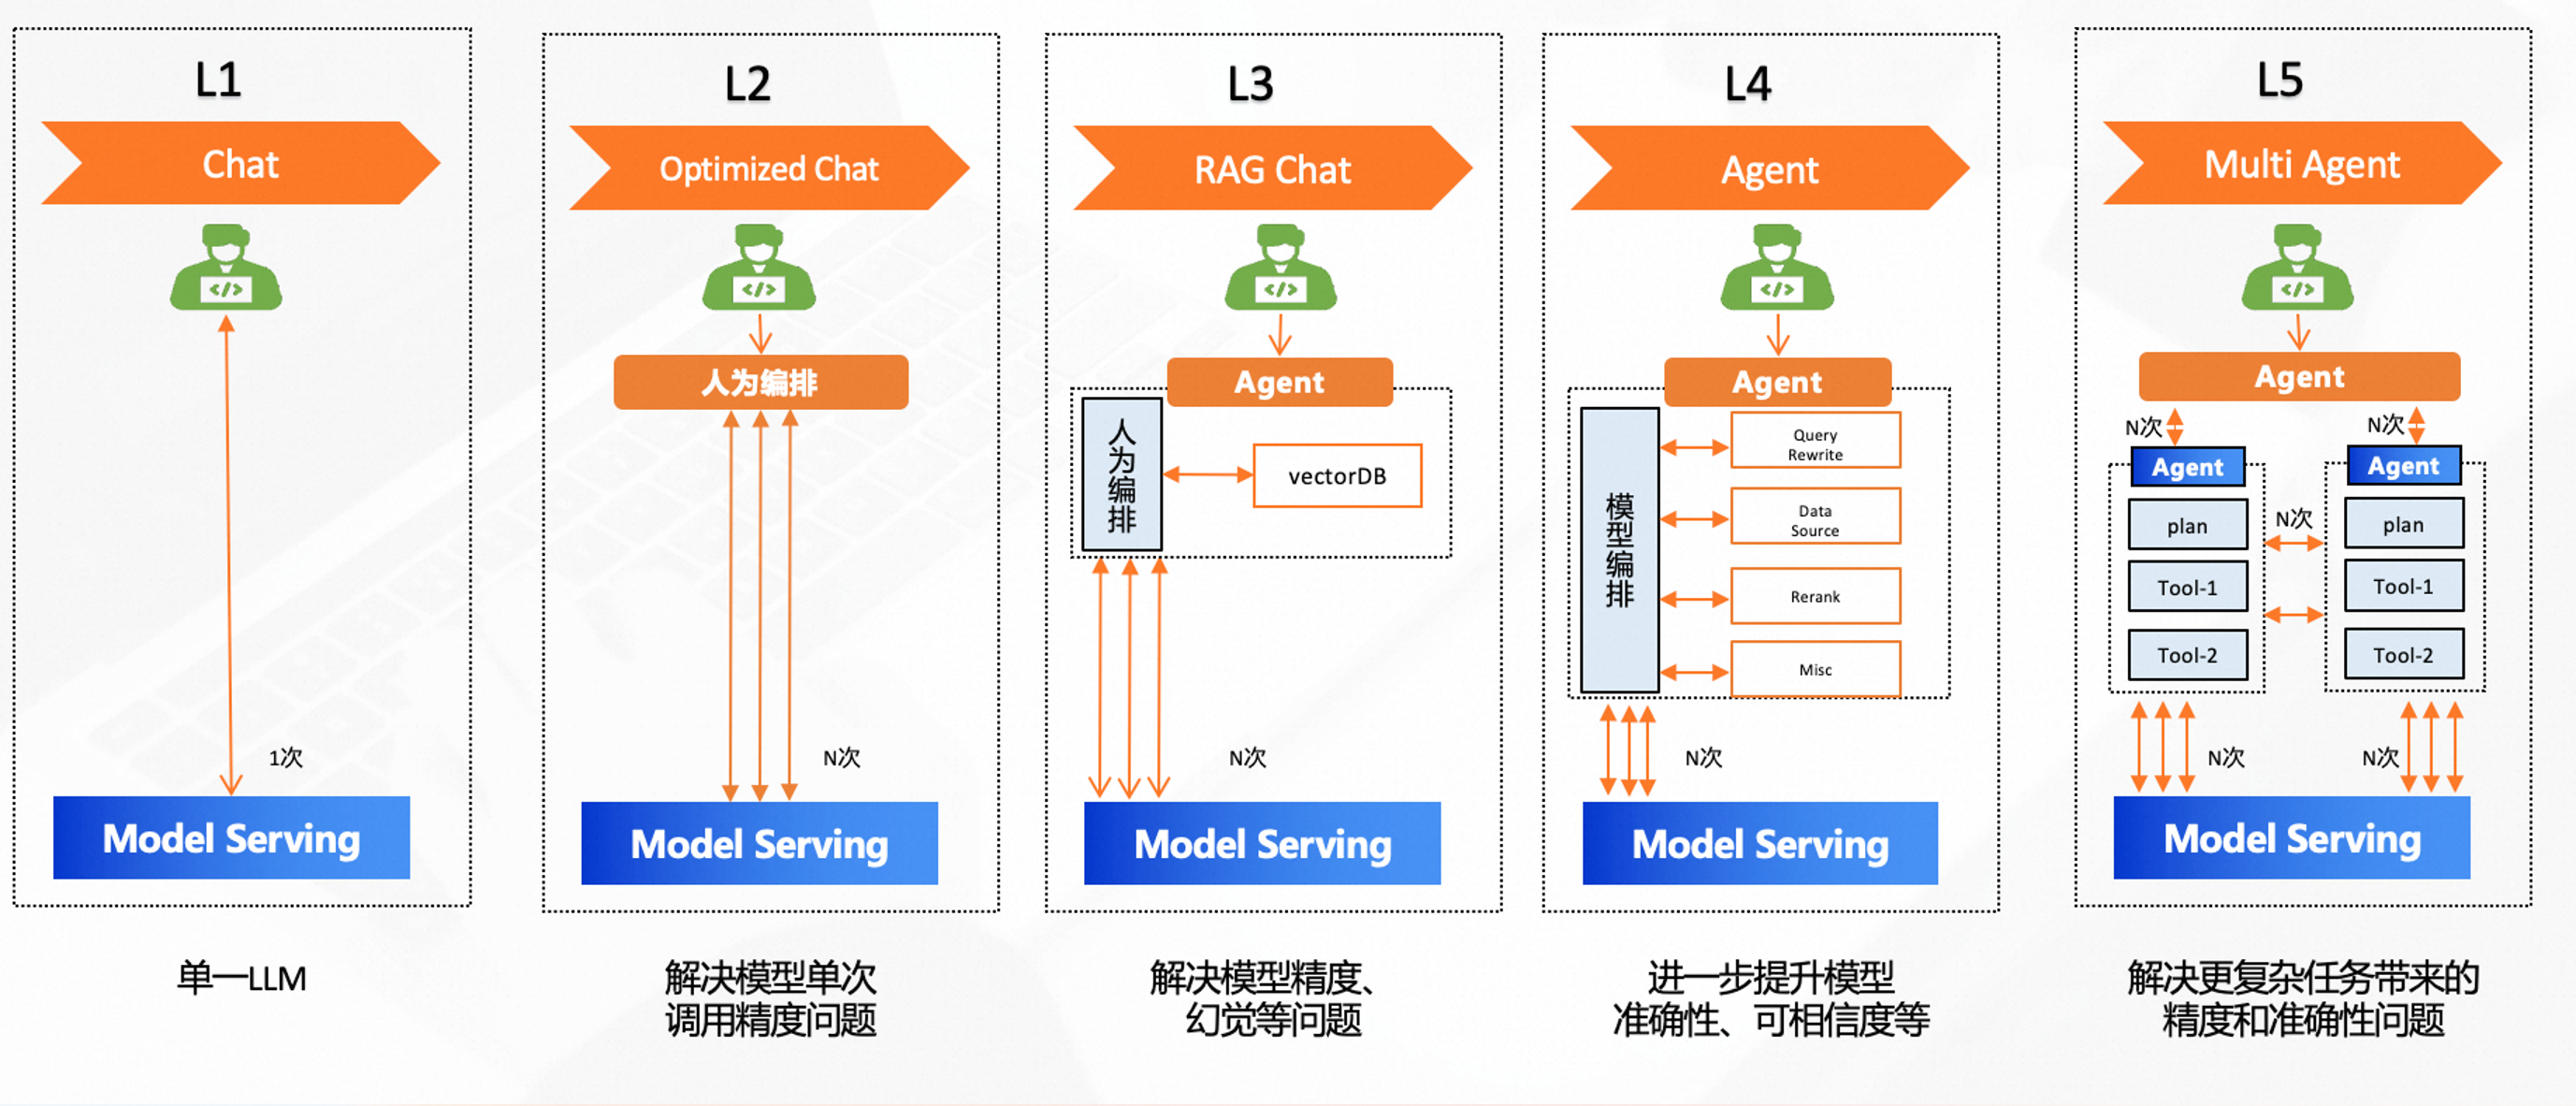 L1
Chat
</>
1次
Model Serving
单一LLM
L2
Optimized Chat
</>
人为编排
N次
Model Serving
解决模型单次
调用精度问题
L3
RAG Chat
</>
Agent
人为编排
vectorDB
N次
Model Serving
解决模型精度、
幻觉等问题
L4
Agent
</>
Agent
模型编排
Query
Rewrite
Data
Source
Rerank
Misc
N次
Model Serving
进一步提升模型
准确性、可相信度等
L5
Multi Agent
</>
Agent
N次
N次
Agent
Agent
plan
N次
plan
Tool-1
Tool-1
Tool-2
Tool-2
N次
N次
Model Serving
解决更复杂任务带来的
精度和准确性问题